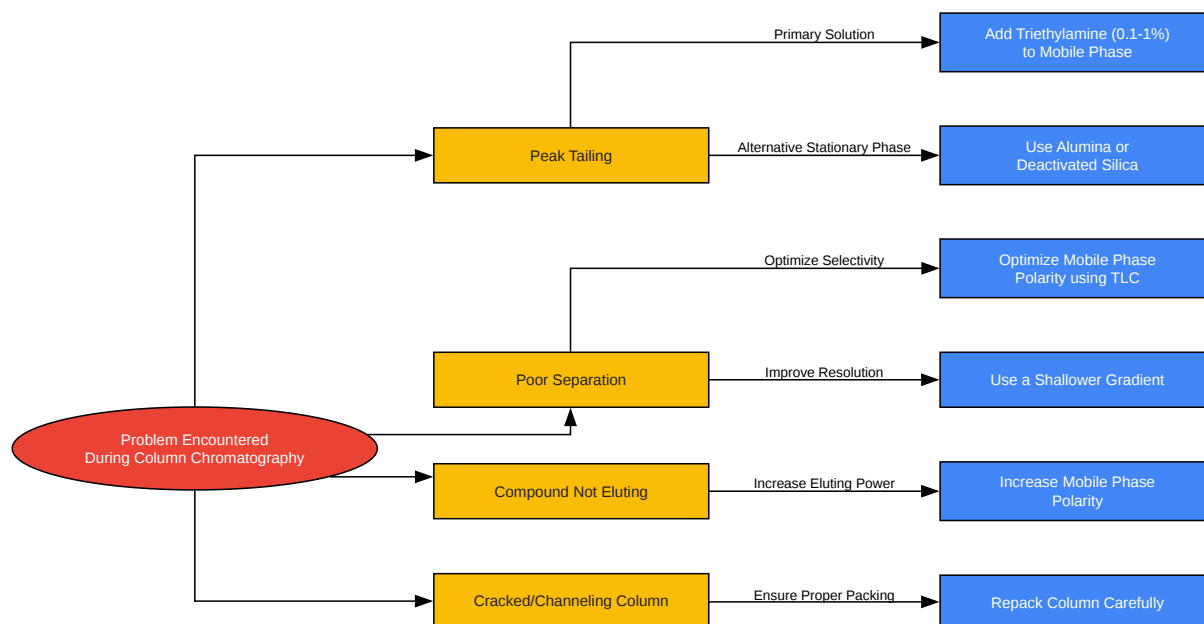 Primary Solution
Add Triethylamine (0.1-1%)
to Mobile Phase
Peak Tailing
Alternative Stationary Phase
Use Alumina or
Deactivated Silica
Optimize Selectivity
Optimize Mobile Phase
Polarity using TLC
Poor Separation
Improve Resolution
Use a Shallower Gradient
Problem Encountered
During Column Chromatography
Compound Not Eluting
Increase Eluting Power
Increase Mobile Phase
Polarity
Cracked/Channeling Column
Ensure Proper Packing
Repack Column Carefully